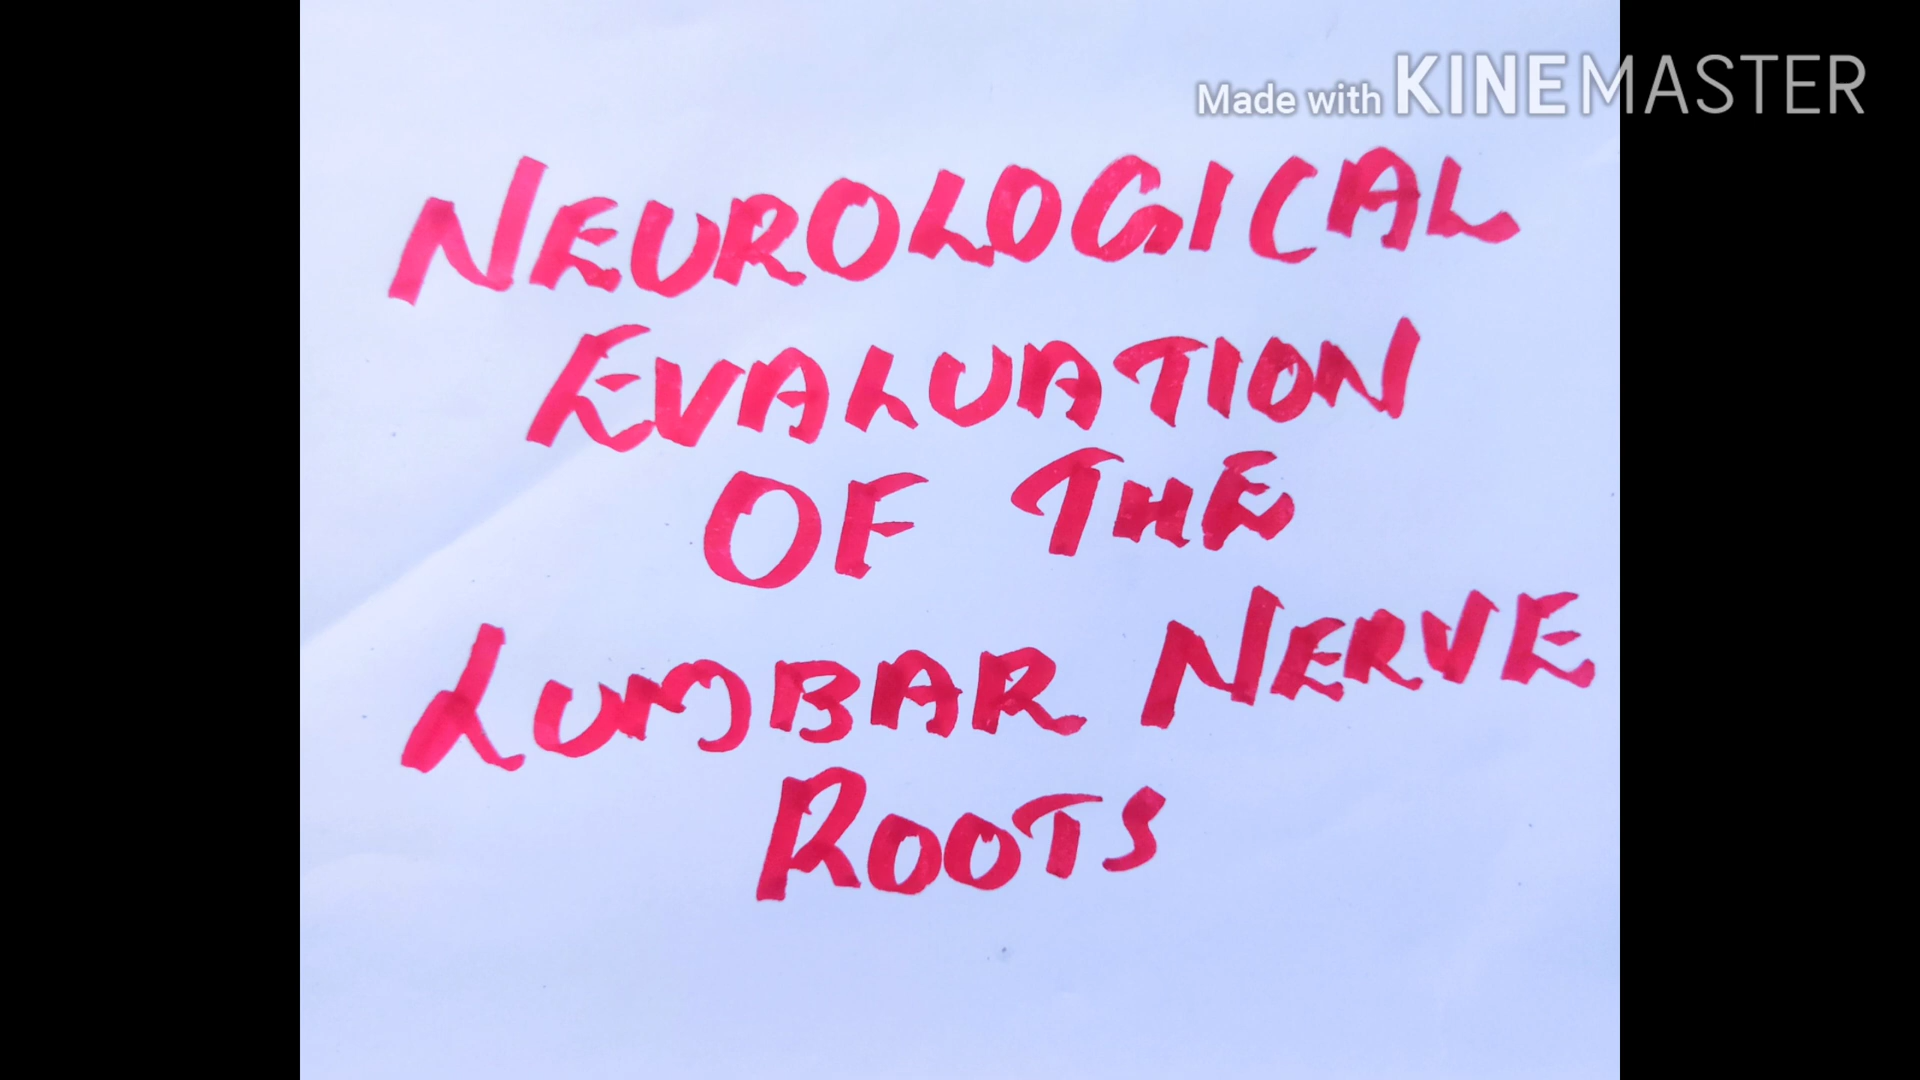 Made with KINEMASTER
NEUROLOGICAL
EVALUATION
OF THE
LUMBAR NERVE
ROOTS